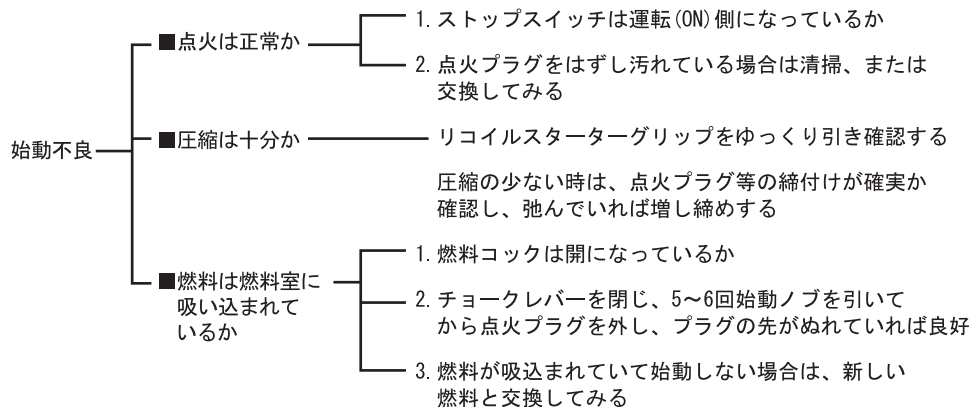 始動不良
■点火は正常か
1. ストップスイッチは運転(ON)側になっているか
2. 点火プラグをはずし汚れている場合は清掃、または
交換してみる
■圧縮は十分か
リコイルスターターグリップをゆっくり引き確認する
圧縮の少ない時は、点火プラグ等の締付けが確実か
確認し、弛んでいれば増し締めする
■燃料は燃料室に
吸い込まれて
いるか
1. 燃料コックは開になっているか
2. チョークレバーを閉じ、5〜6回始動ノブを引いて
から点火プラグを外し、プラグの先がぬれていれば良好
3. 燃料が吸込まれていて始動しない場合は、新しい
燃料と交換してみる